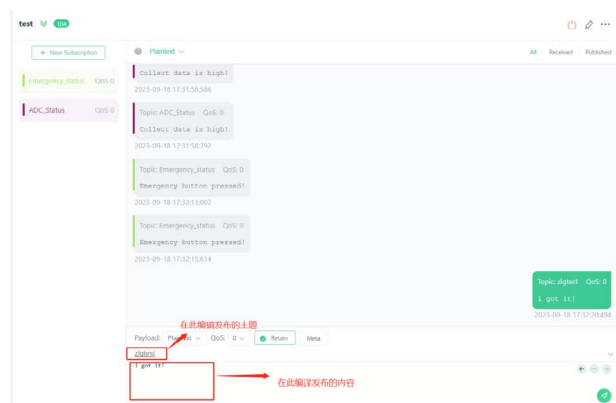 test 104
+ New Subscription
Plaintext
All Received Published
Emergency_status QoS 0
ADC_Status QoS 0
Collect data is high!
2023-09-18 17:31:58:586
Topic: ADC_Status QoS: 0
Collect data is high!
2023-09-18 17:31:58:792
Topic: Emergency_status QoS: 0
Emergency button pressed!
2023-09-18 17:32:13:002
Topic: Emergency_status QoS: 0
Emergency button pressed!
2023-09-18 17:32:15:614
Topic: zlgtest QoS: 0
i got it!
2023-09-18 17:32:20:494
在此编辑发布的主题
Payload: Plaintext QoS: 0 Retain Meta
zlgtest
i got it!
在此编译发布的内容